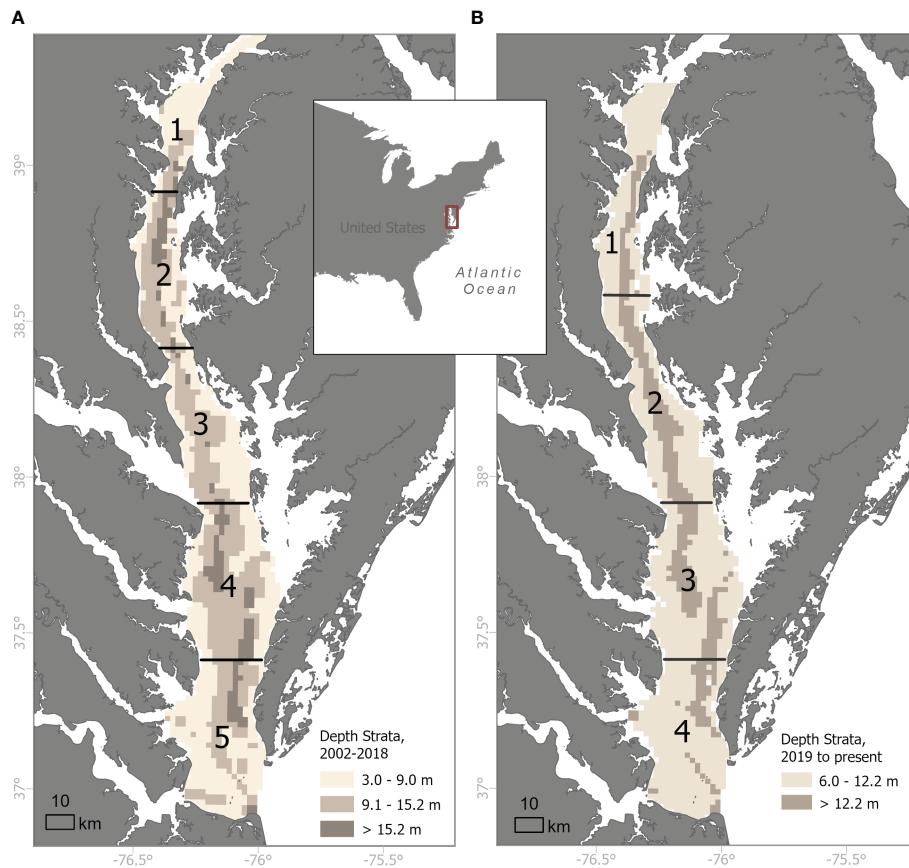 A
B
1
2
3
4
5
39°
38.5°
38°
37.5°
37°
10
km
Depth Strata,
2002-2018
3.0 - 9.0 m
9.1 - 15.2 m
> 15.2 m
-76.5°
-76°
-75.5°
United States
Atlantic
Ocean
1
2
3
4
39°
38.5°
38°
37.5°
37°
10
km
Depth Strata,
2019 to present
6.0 - 12.2 m
> 12.2 m
-76.5°
-76°
-75.5°